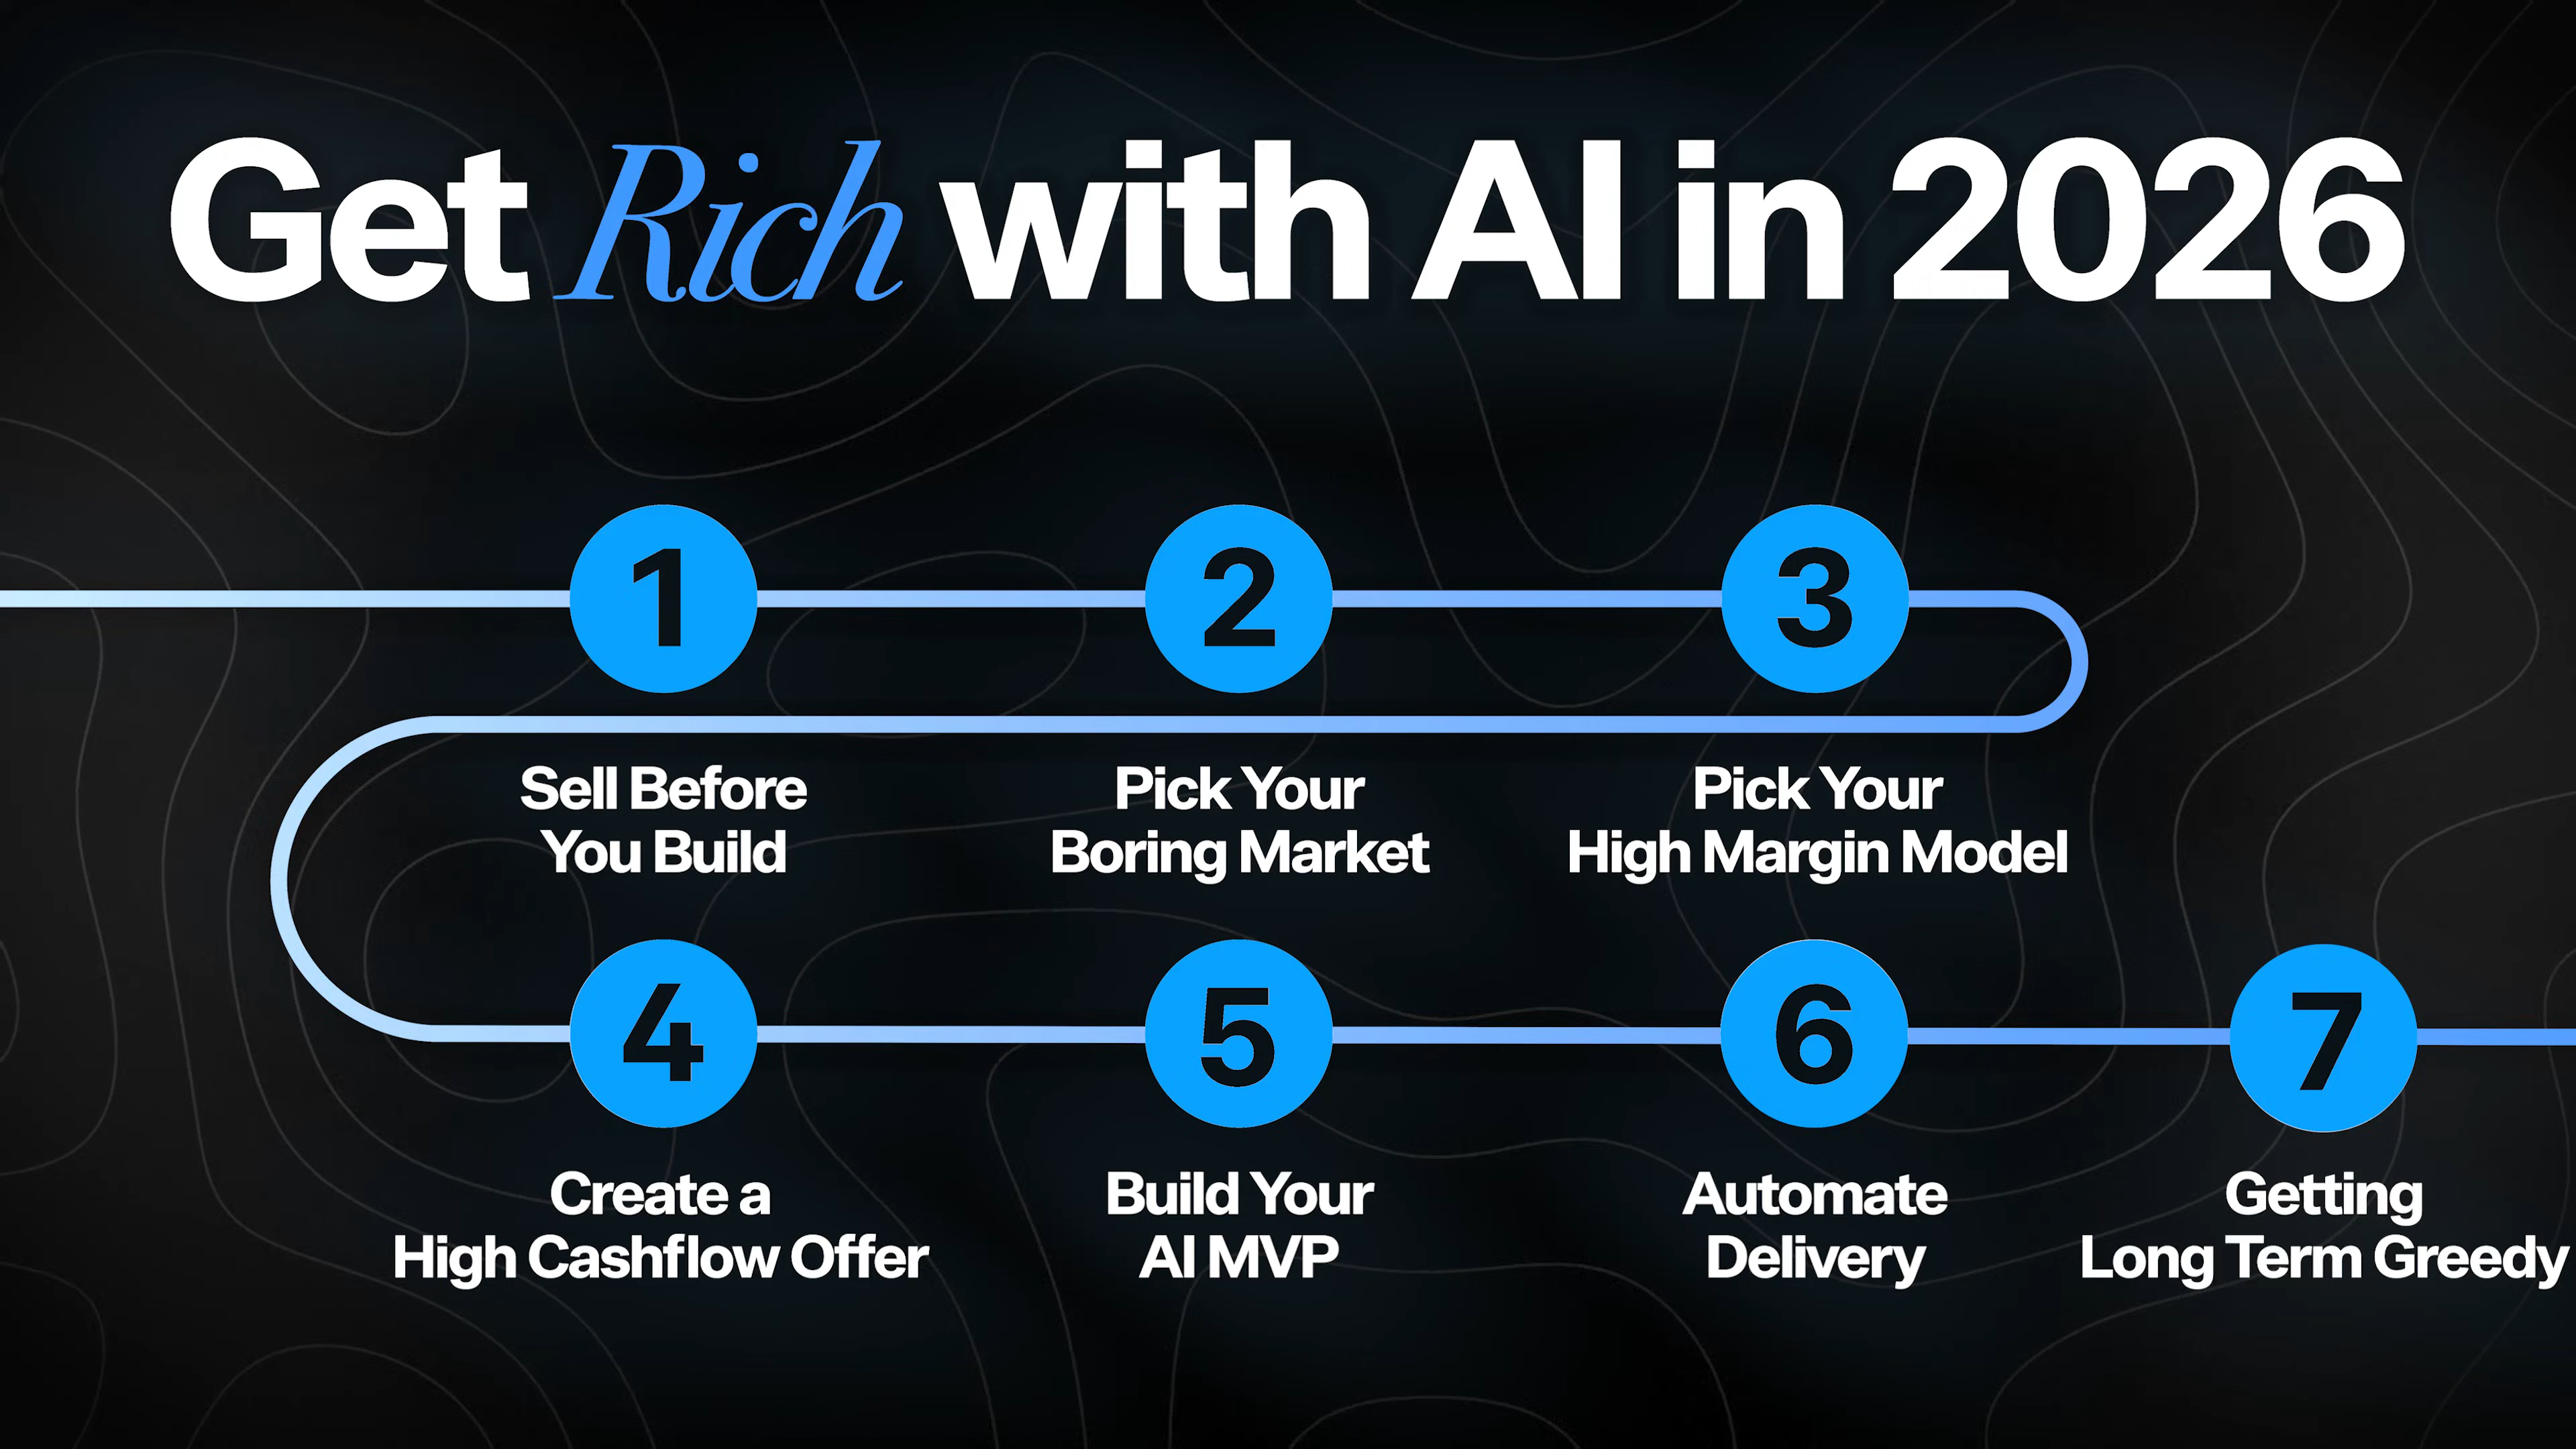 Get Rich with AI in 2026
1
2
3
Sell Before
You Build
Pick Your
Boring Market
Pick Your
High Margin Model
4
5
6
7
Create a
High Cashflow Offer
Build Your
AI MVP
Automate
Delivery
Getting
Long Term Greedy